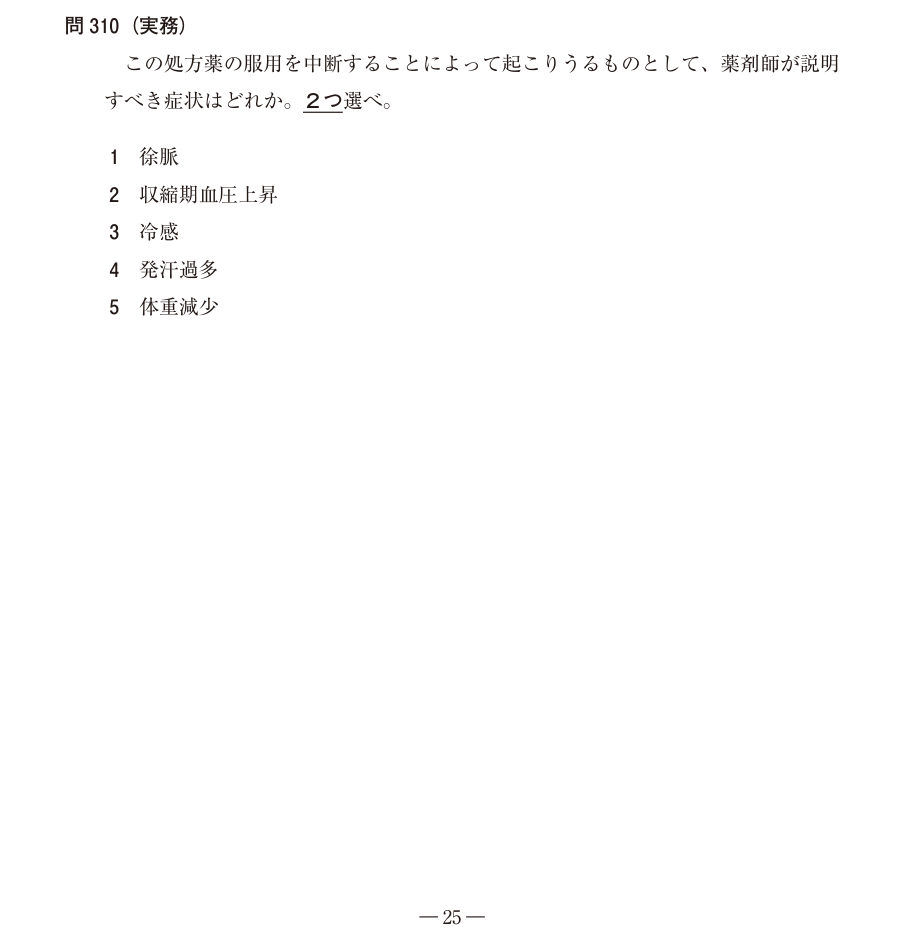 問 310（実務）
この処方薬の服用を中断することによって起こりうるものとして、薬剤師が説明
すべき症状はどれか。２つ選べ。
1 徐脈
2 収縮期血圧上昇
3 冷感
4 発汗過多
5 体重減少
― 25 ―